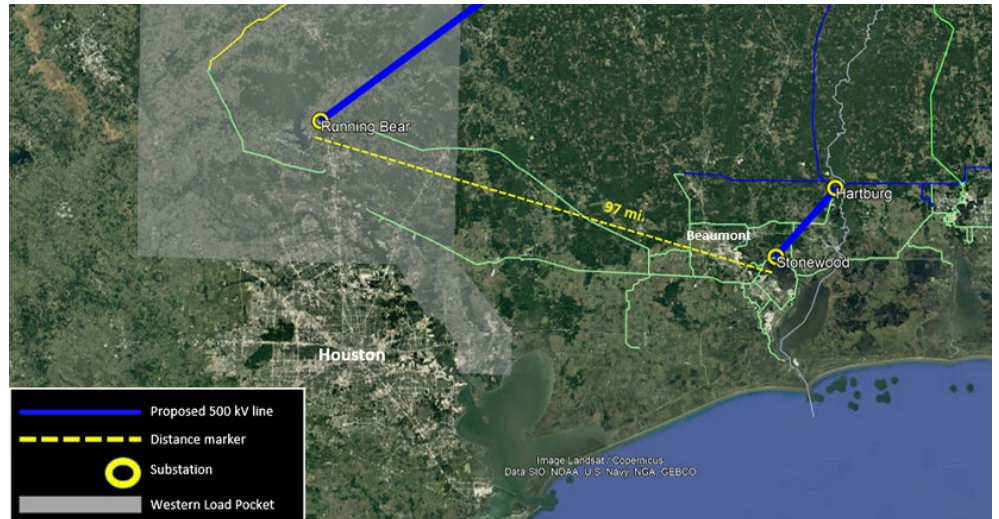 Running Bear
97 mi.
Hartburg
Beaumont
Stonewood
Houston
Proposed 500 kV line
Distance marker
Substation
Western Load Pocket
Image Landsat / Copernicus
Data SIO, NOAA, U.S. Navy, NGA, GEBCO